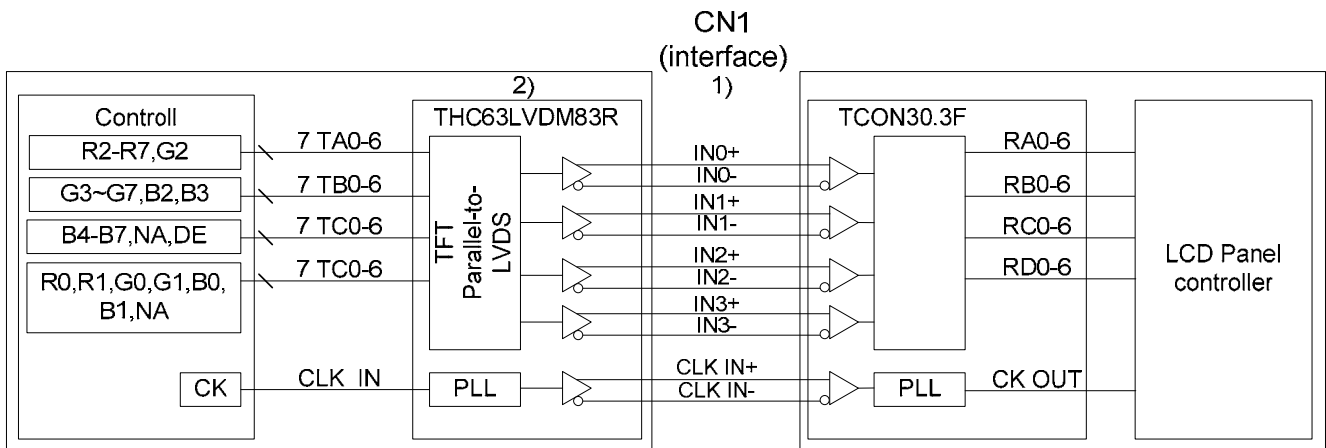 CN1
(interface)
1)
2)
Controll
THC63LVDM83R
TCON30.3F
R2-R7,G2
7 TA0-6
G3~G7,B2,B3
7 TB0-6
B4-B7,NA,DE
7 TC0-6
R0,R1,G0,G1,B0,
B1,NA
7 TC0-6
CK
CLK IN
TFT
Parallel-to-
LVDS
PLL
IN0+
IN0-
IN1+
IN1-
IN2+
IN2-
IN3+
IN3-
CLK IN+
CLK IN-
PLL
RA0-6
RB0-6
RC0-6
RD0-6
CK OUT
LCD Panel
controller